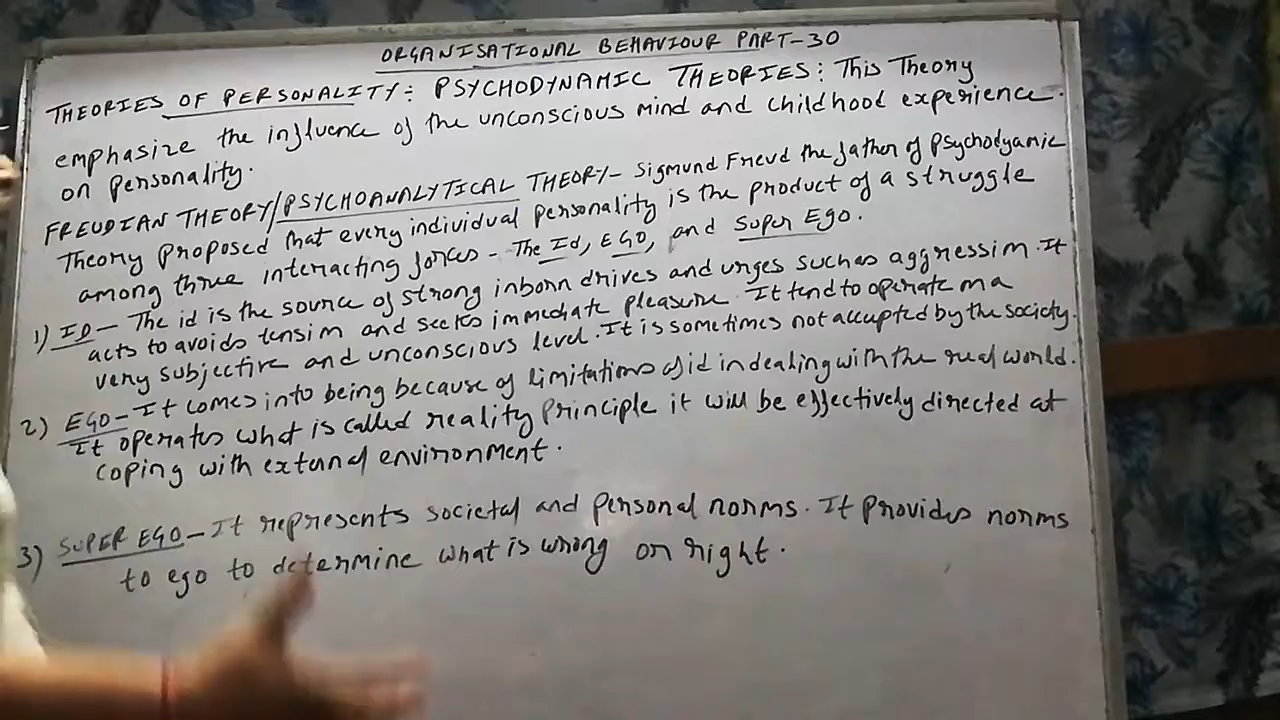 ORGANISATIONAL BEHAVIOUR PART-30
THEORIES OF PERSONALITY: PSYCHODYNAMIC THEORIES: This Theory
emphasize the influence of the unconscious mind and childhood experience.
on personality.
FREUDIAN THEORY/PSYCHOANALYTICAL THEORY- Sigmund Freud the father of Psychodyamic
Theory proposed that every individual personality is the product of a struggle
among three interacting forces - The Id, EGO, and Super Ego.
1) ID- The id is the source of strong inborn drives and urges such as aggression. It
acts to avoids tension and seeks immediate pleasure. It tend to operate on a
very subjective and unconscious level. It is sometimes not accepted by the society.
2) EGO- It comes into being because of limitations of id in dealing with the real world.
It operates what is called reality principle it will be effectively directed at
coping with external environment.
3) SUPER EGO- It represents societal and personal norms. It provides norms
to ego to determine what is wrong or right.